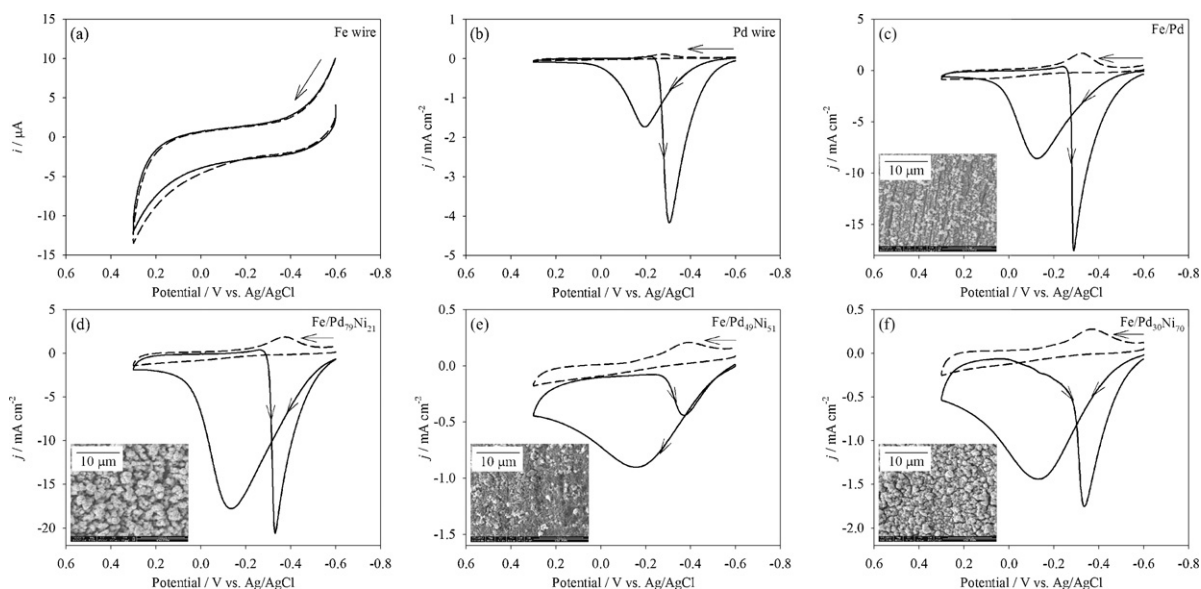 (a)
Fe wire
15
10
5
0
-5
-10
-15
i / μA
0.6 0.4 0.2 0.0 -0.2 -0.4 -0.6 -0.8
Potential / V vs. Ag/AgCl
(b)
Pd wire
1
0
-1
-2
-3
-4
-5
j / mA cm-2
0.6 0.4 0.2 0.0 -0.2 -0.4 -0.6 -0.8
Potential / V vs. Ag/AgCl
(c)
Fe/Pd
5
0
-5
-10
-15
j / mA cm-2
10 μm
0.6 0.4 0.2 0.0 -0.2 -0.4 -0.6 -0.8
Potential / V vs. Ag/AgCl
(d)
Fe/Pd79Ni21
5
0
-5
-10
-15
-20
j / mA cm-2
10 μm
0.6 0.4 0.2 0.0 -0.2 -0.4 -0.6 -0.8
Potential / V vs. Ag/AgCl
(e)
Fe/Pd49Ni51
0.5
0.0
-0.5
-1.0
-1.5
j / mA cm-2
10 μm
0.6 0.4 0.2 0.0 -0.2 -0.4 -0.6 -0.8
Potential / V vs. Ag/AgCl
(f)
Fe/Pd30Ni70
0.5
0.0
-0.5
-1.0
-1.5
-2.0
j / mA cm-2
10 μm
0.6 0.4 0.2 0.0 -0.2 -0.4 -0.6 -0.8
Potential / V vs. Ag/AgCl